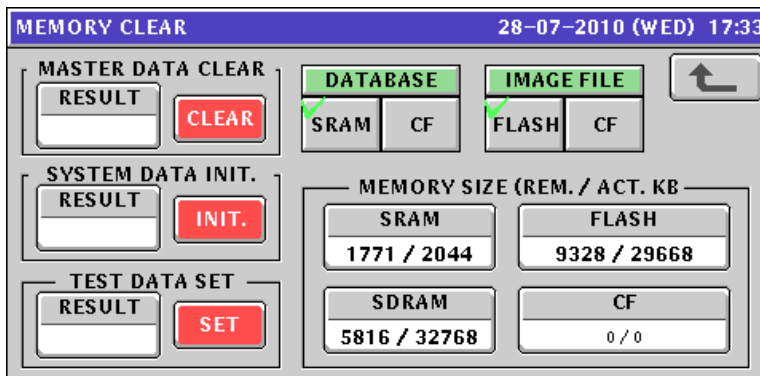 MEMORY CLEAR 28-07-2010 (WED) 17:33
MASTER DATA CLEAR
RESULT
CLEAR
DATABASE
SRAM CF
IMAGE FILE
FLASH CF
SYSTEM DATA INIT.
RESULT
INIT.
TEST DATA SET
RESULT
SET
MEMORY SIZE (REM. / ACT. KB
SRAM
1771 / 2044
FLASH
9328 / 29668
SDRAM
5816 / 32768
CF
0 / 0